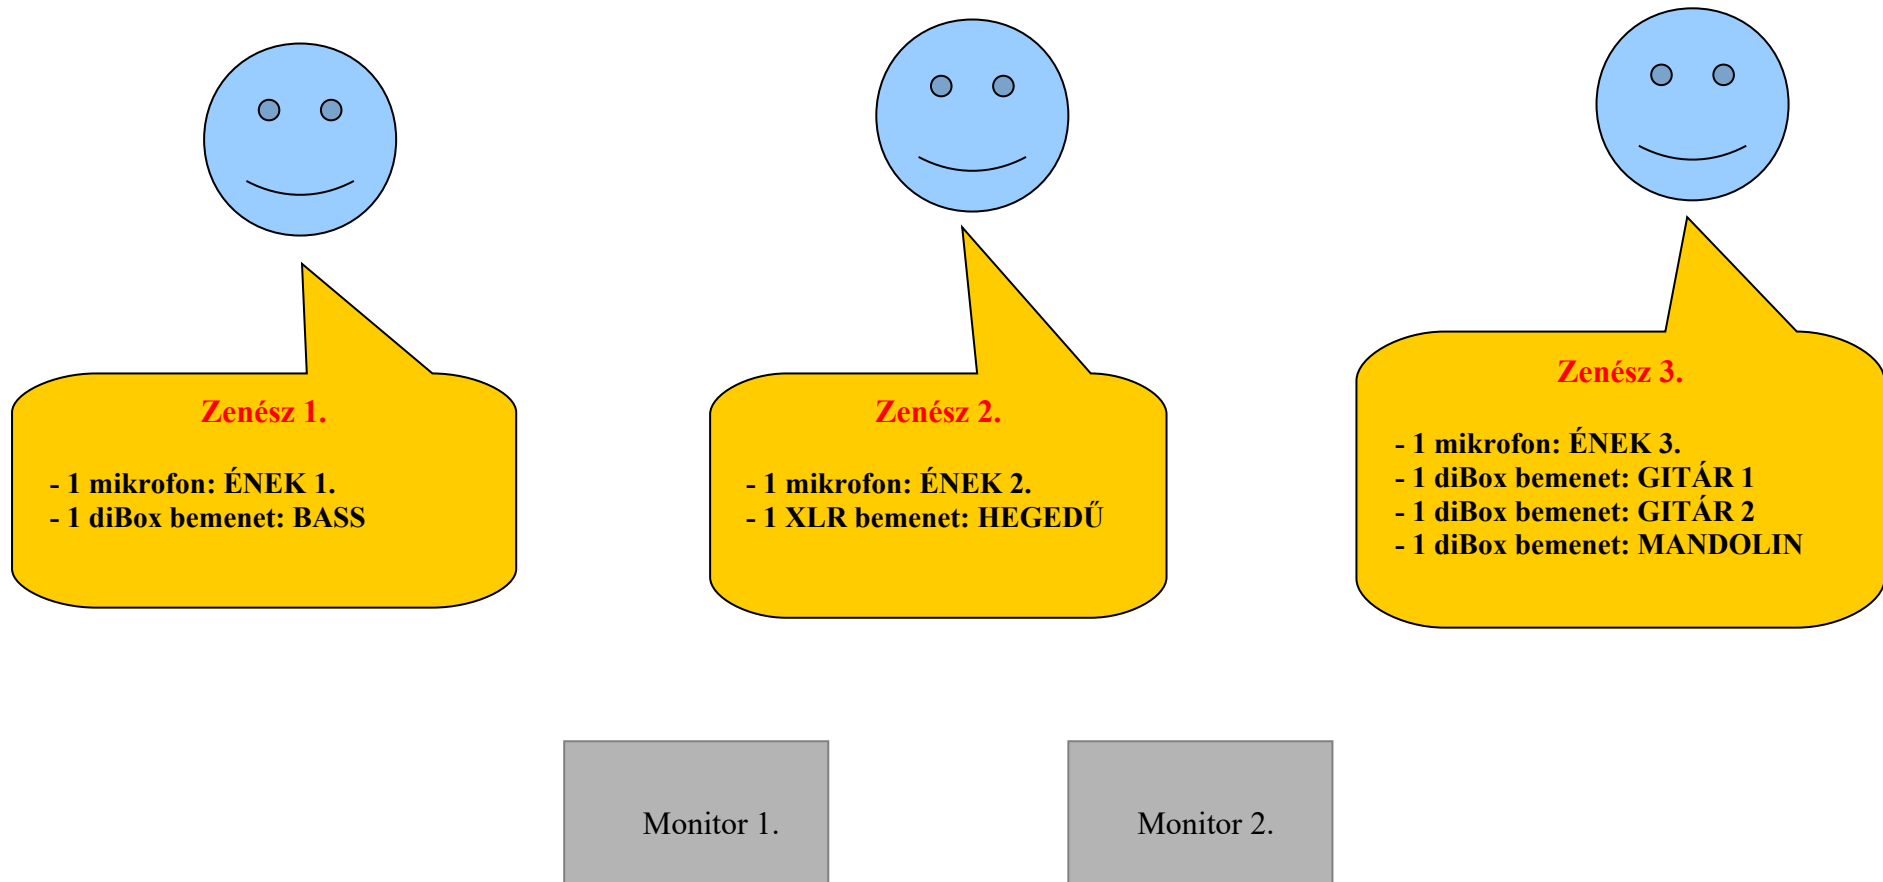 Zenész 1.
- 1 mikrofon: ÉNEK 1.
- 1 diBox bemenet: BASS
Zenész 2.
- 1 mikrofon: ÉNEK 2.
- 1 XLR bemenet: HEGEDŰ
Zenész 3.
- 1 mikrofon: ÉNEK 3.
- 1 diBox bemenet: GITÁR 1
- 1 diBox bemenet: GITÁR 2
- 1 diBox bemenet: MANDOLIN
Monitor 1.
Monitor 2.